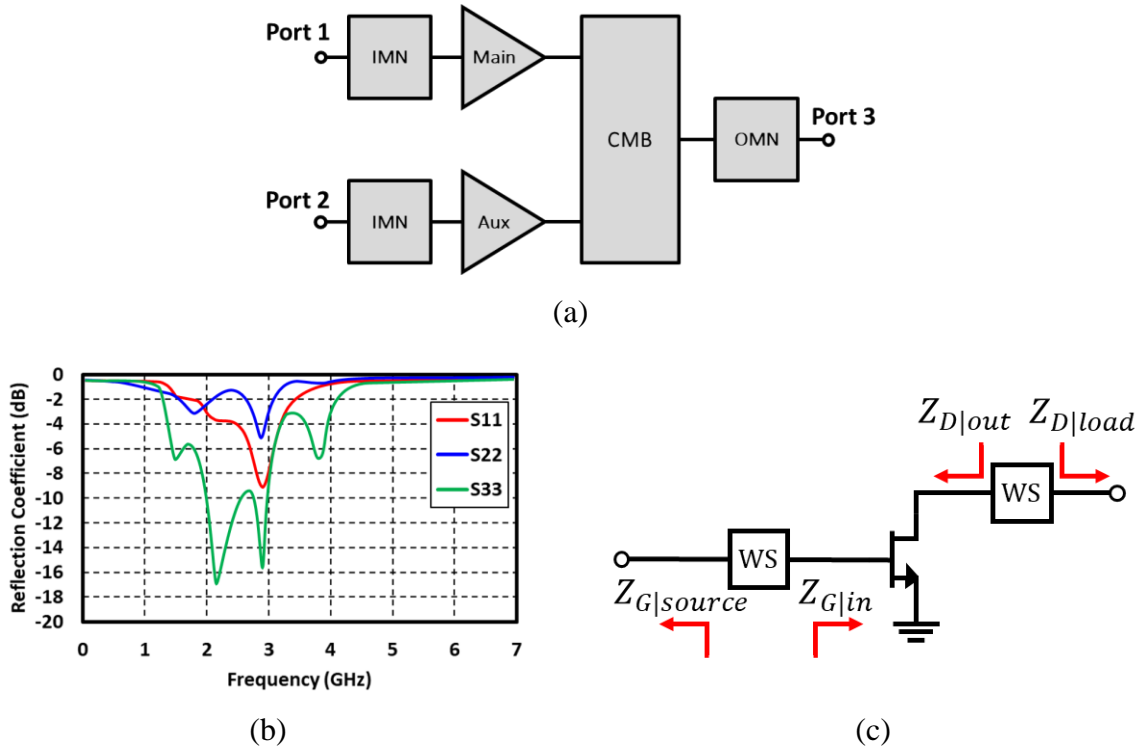 Port 1
IMN
Main
CMB
OMN
Port 3
Port 2
IMN
Aux
(a)
Reflection Coefficient (dB)
0
-2
-4
-6
-8
-10
-12
-14
-16
-18
-20
S11
S22
S33
0 1 2 3 4 5 6 7
Frequency (GHz)
(b)
Z_{D|out} Z_{D|load}
WS
WS
Z_{G|source} Z_{G|in}
(c)